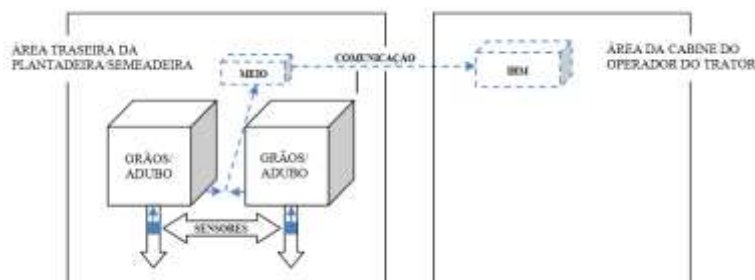 ÁREA TRASEIRA DA
PLANTADEIRA/SEMEADEIRA
MEIO
COMUNICAÇÃO
IHM
ÁREA DA CABINE DO
OPERADOR DO TRATOR
GRÃOS/
ADUBO
GRÃOS/
ADUBO
SENSORES